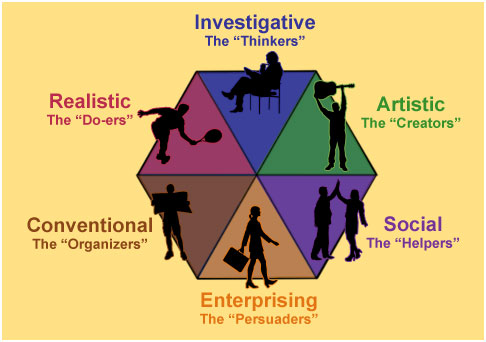 Investigative
The “Thinkers”
Realistic
The “Do-ers”
Artistic
The “Creators”
Conventional
The “Organizers”
Social
The “Helpers”
Enterprising
The “Persuaders”